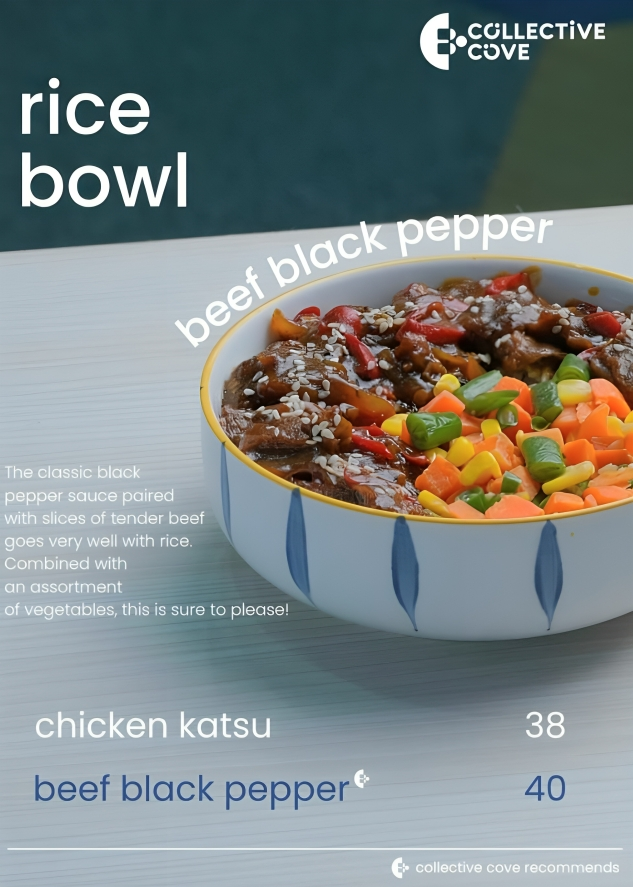 COLLECTiVE
COVE
rice
bowl
beef black pepper
The classic black
pepper sauce paired
with slices of tender beef
goes very well with rice.
Combined with
an assortment
of vegetables, this is sure to please!
chicken katsu 38
beef black pepper 40
collective cove recommends